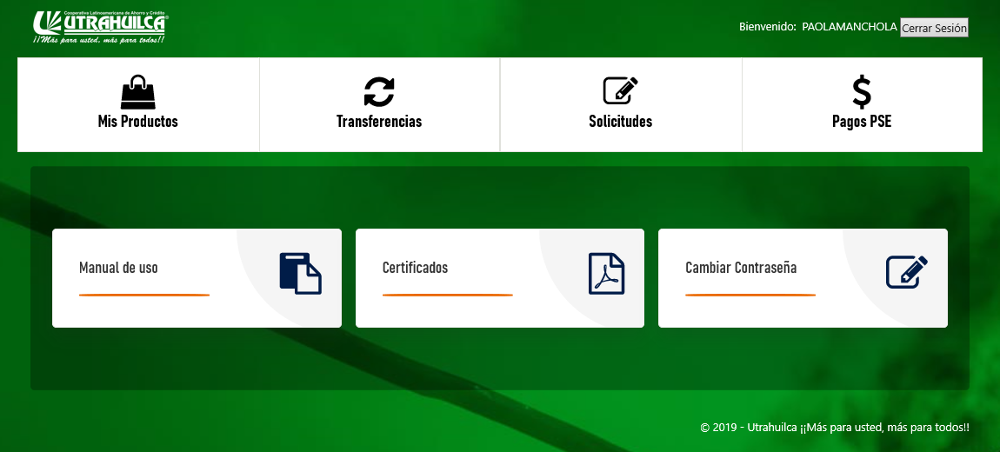 Cooperativa Latinoamericana de Ahorro y Crédito
UTRAHUILCA
¡¡Más para usted, más para todos!!
Bienvenido: PAOLAMANCHOLA Cerrar Sesión
Mis Productos
Transferencias
Solicitudes
Pagos PSE
Manual de uso
Certificados
Cambiar Contraseña
© 2019 - Utrahuilca ¡¡Más para usted, más para todos!!